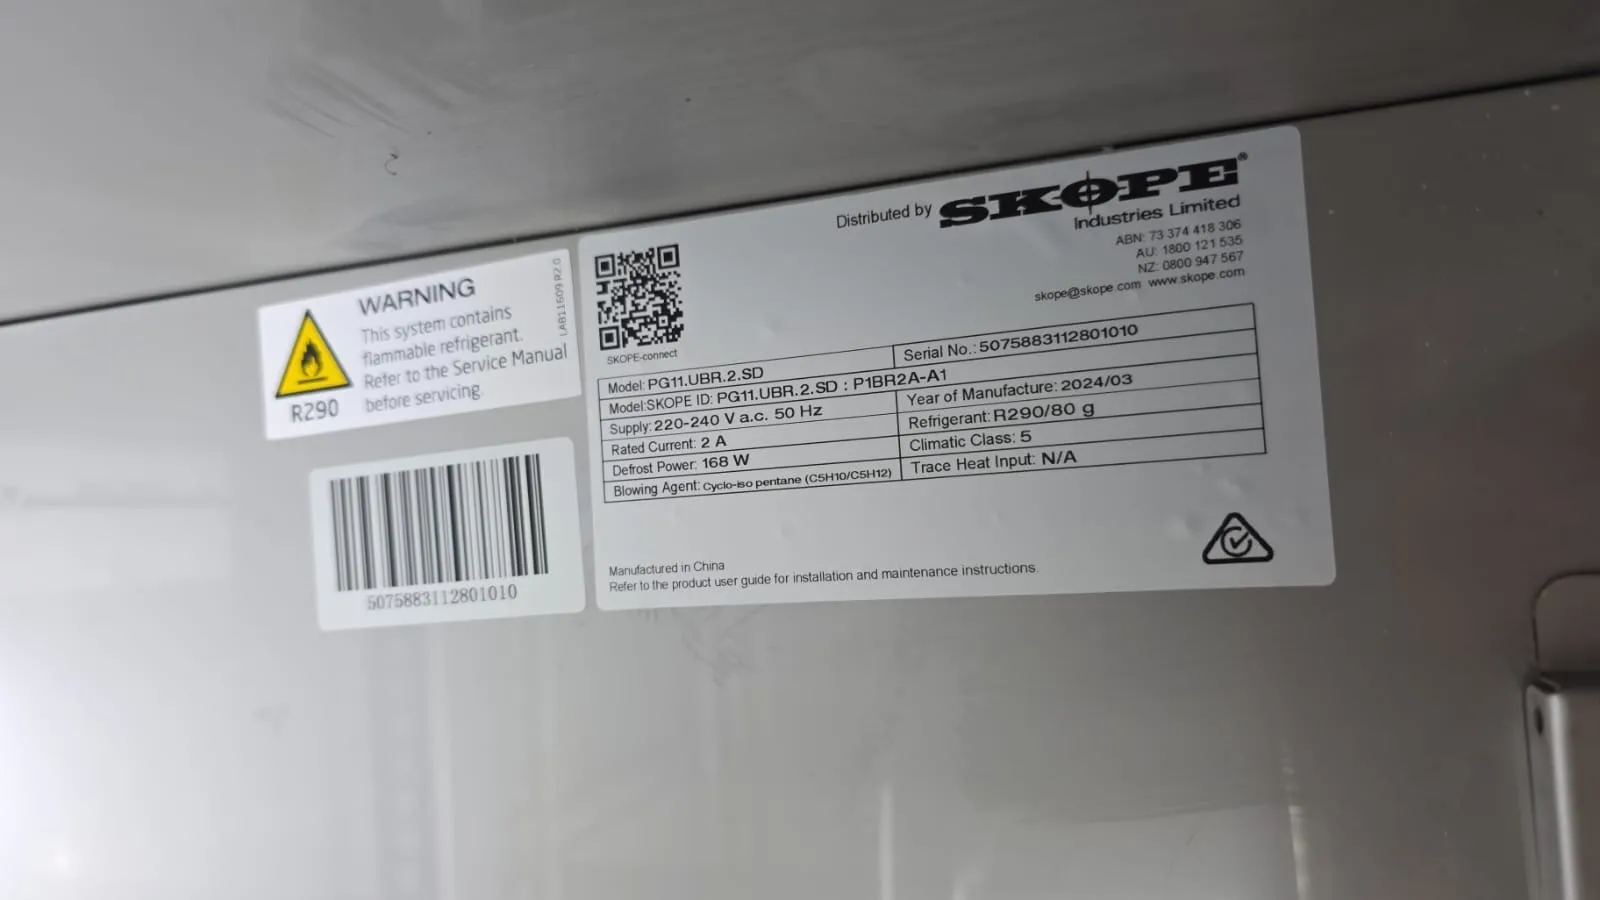 Distributed by SKOPE®
Industries Limited
ABN: 73 374 418 306
AU: 1800 121 535
NZ: 0800 947 567
skope@skope.com www.skope.com
SKOPE-connect
WARNING
This system contains
flammable refrigerant.
Refer to the Service Manual
before servicing.
R290
LAB11609 R2.0
Model: PG11.UBR.2.SD
Serial No.: 5075883112801010
Model:SKOPE ID: PG11.UBR.2.SD : P1BR2A-A1
Supply: 220-240 V a.c. 50 Hz
Year of Manufacture: 2024/03
Rated Current: 2 A
Refrigerant: R290/80 g
Defrost Power: 168 W
Climatic Class: 5
Blowing Agent: Cyclo-iso pentane (C5H10/C5H12)
Trace Heat Input: N/A
5075883112801010
Manufactured in China
Refer to the product user guide for installation and maintenance instructions.